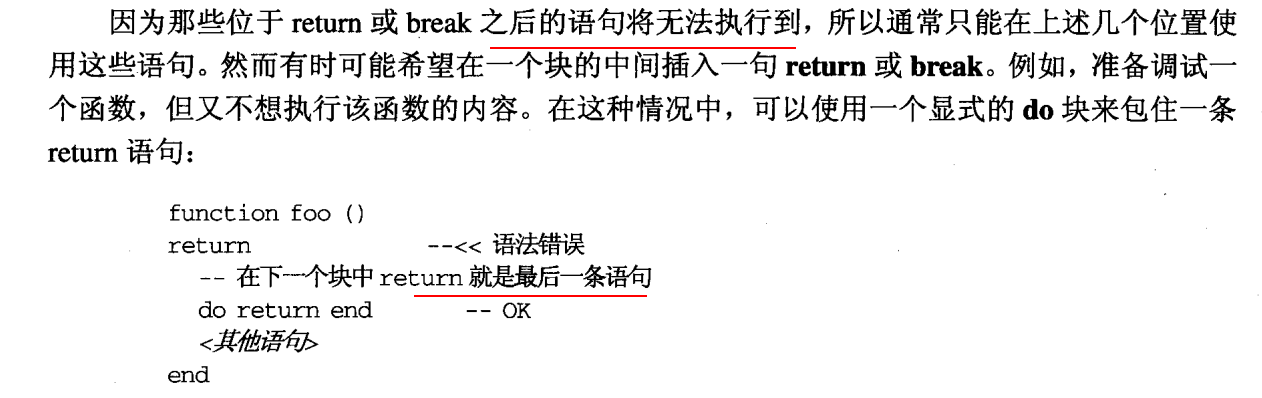 因为那些位于 return 或 break 之后的语句将无法执行到，所以通常只能在上述几个位置使
用这些语句。然而有时可能希望在一个块的中间插入一句 return 或 break。例如，准备调试一
个函数，但又不想执行该函数的内容。在这种情况中，可以使用一个显式的 do 块来包住一条
return 语句：
function foo ()
return --<< 语法错误
-- 在下一个块中 return 就是最后一条语句
do return end -- OK
<其他语句>
end